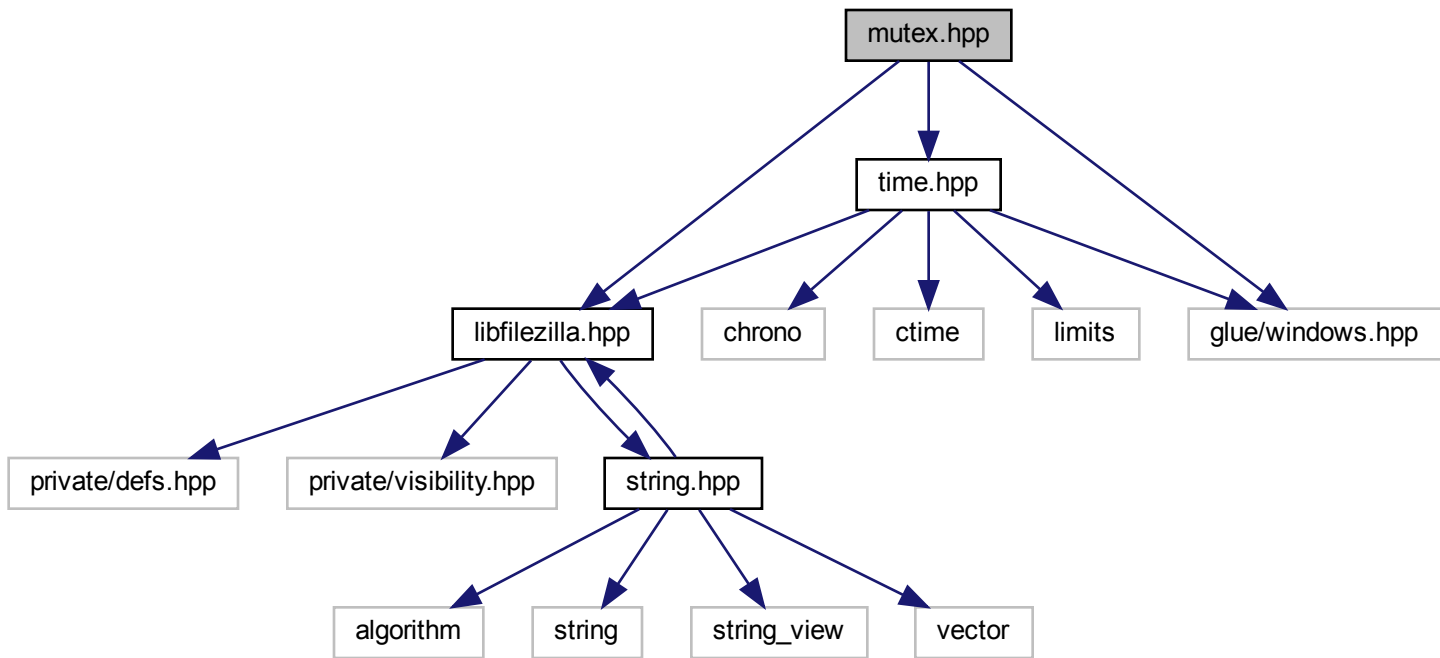 mutex.hpp
time.hpp
libfilezilla.hpp
chrono
ctime
limits
glue/windows.hpp
private/defs.hpp
private/visibility.hpp
string.hpp
algorithm
string
string_view
vector